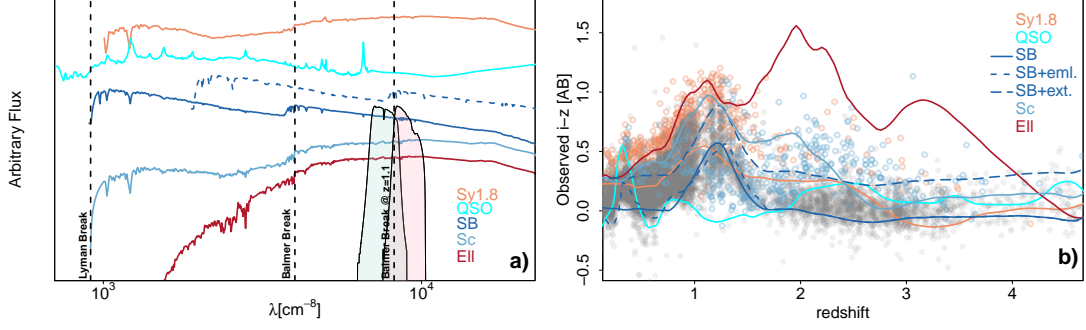 Arbitrary Flux
Lyman Break
Balmer Break
Balmer Break @ z=1.1
Sy1.8
QSO
SB
Sc
Ell
a)
10³
10⁴
λ[cm⁻⁸]
Observed i−z [AB]
1.5
1.0
0.5
0.0
−0.5
Sy1.8
QSO
SB
SB+eml.
SB+ext.
Sc
Ell
b)
1
2
3
4
redshift